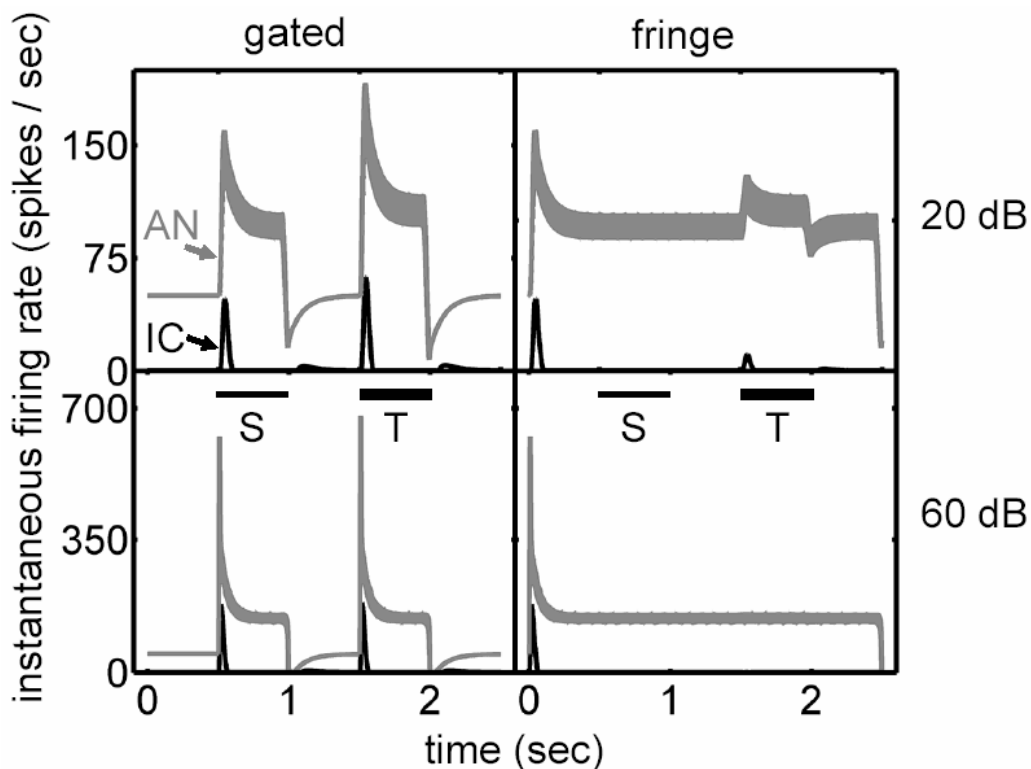 gated
fringe
instantaneous firing rate (spikes / sec)
150
75
0
AN
IC
20 dB
S
T
S
T
700
350
0
60 dB
0
1
2
0
1
2
time (sec)